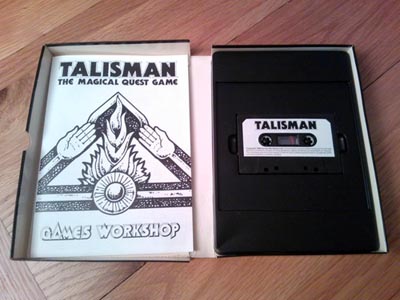 TALISMAN
THE MAGICAL QUEST GAME
GAMES WORKSHOP
TALISMAN